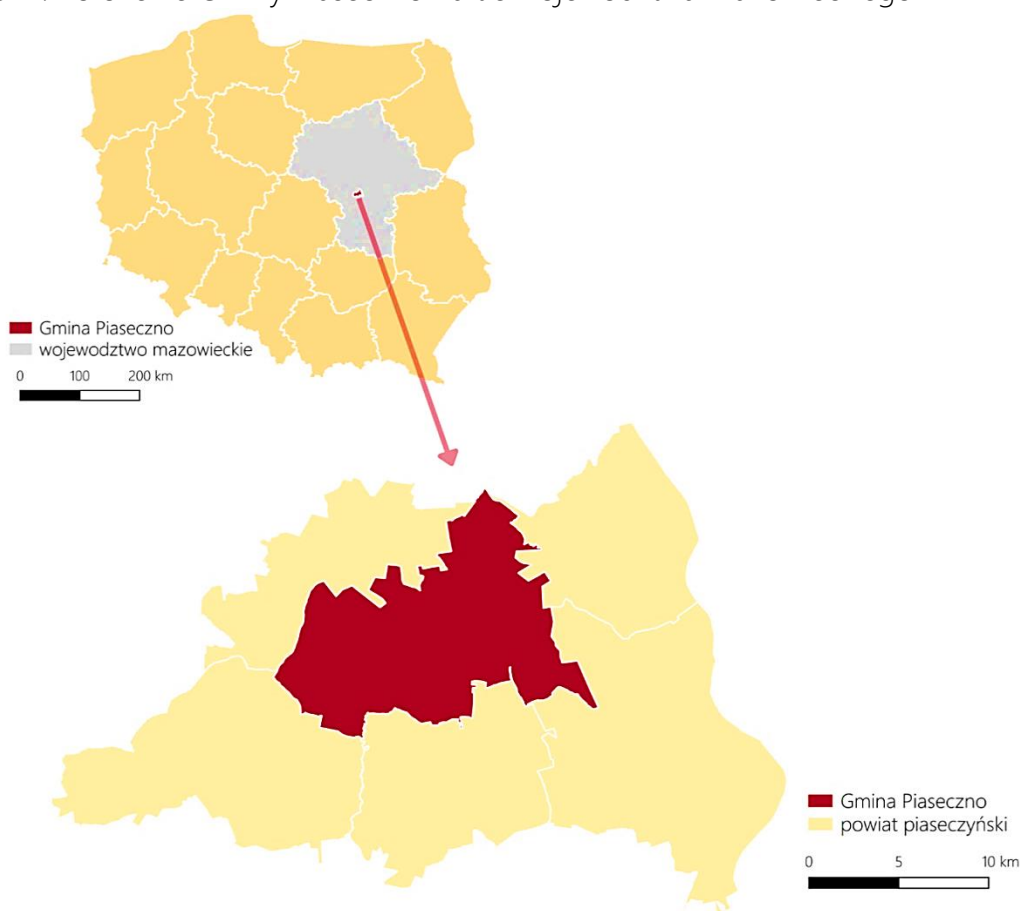 Gmina Piaseczno
wojewodztwo mazowieckie
0 100 200 km
Gmina Piaseczno
powiat piaseczyński
0 5 10 km